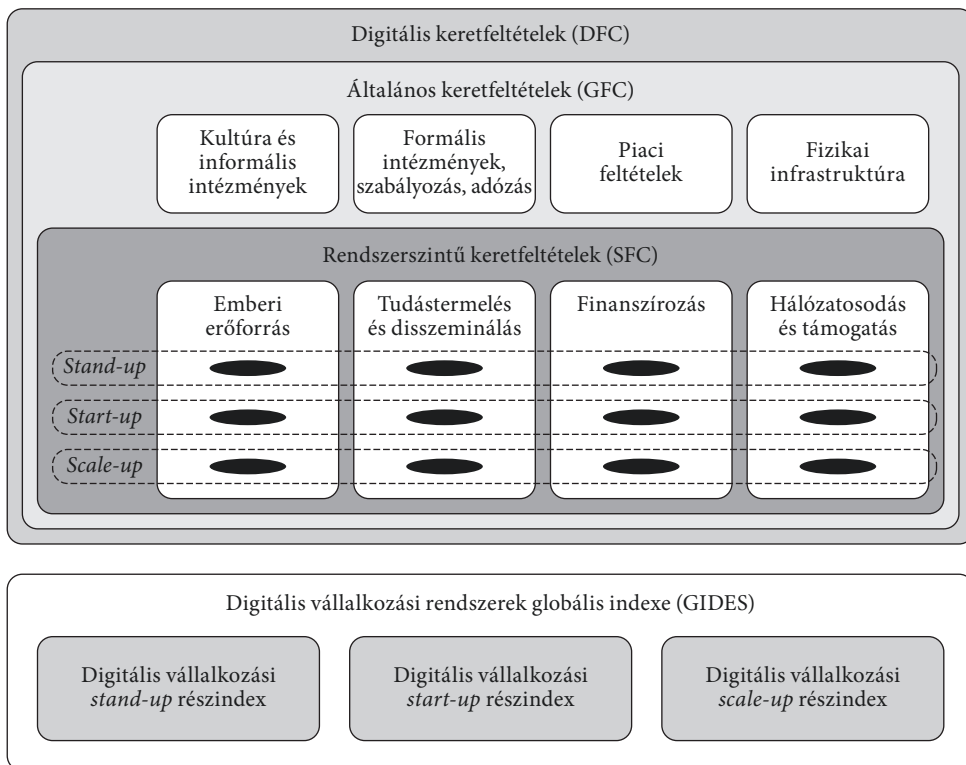 Digitális keretfeltételek (DFC)
Általános keretfeltételek (GFC)
Kultúra és
informális
intézmények
Formális
intézmények,
szabályozás, adózás
Piaci
feltételek
Fizikai
infrastruktúra
Rendszerszintű keretfeltételek (SFC)
Emberi
erőforrás
Tudástermelés
és disszeminálás
Finanszírozás
Hálózatosodás
és támogatás
Stand-up
Start-up
Scale-up
Digitális vállalkozási rendszerek globális indexe (GIDES)
Digitális vállalkozási
stand-up részindex
Digitális vállalkozási
start-up részindex
Digitális vállalkozási
scale-up részindex